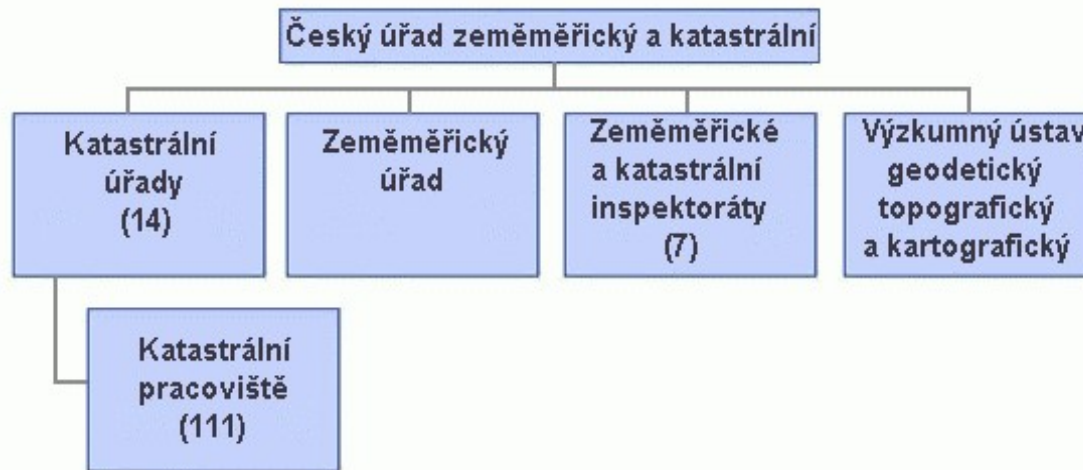 Český úřad zeměměřický a katastrální
Katastrální
úřady
(14)
Zeměměřický
úřad
Zeměměřické
a katastrální
inspektoráty
(7)
Výzkumný ústav
geodetický
topografický
a kartografický
Katastrální
pracoviště
(111)